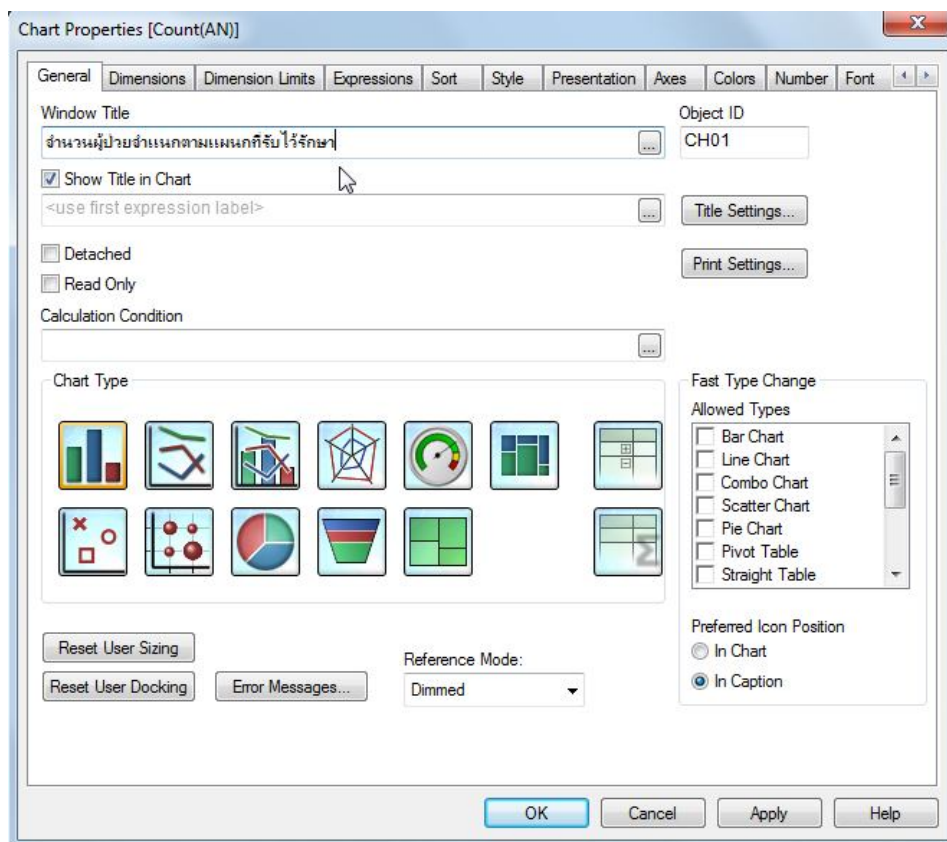 Chart Properties [Count(AN)]
General Dimensions Dimension Limits Expressions Sort Style Presentation Axes Colors Number Font
Window Title
Object ID
จำนวนผู้ป่วยจำแนกตามแผนกที่รับไว้รักษา ...
CH01
Show Title in Chart
<use first expression label> ...
Title Settings...
Detached
Print Settings...
Read Only
Calculation Condition
...
Chart Type
Fast Type Change
Allowed Types
Bar Chart
Line Chart
Combo Chart
Scatter Chart
Pie Chart
Pivot Table
Straight Table
Preferred Icon Position
In Chart
In Caption
Reset User Sizing
Reference Mode:
Reset User Docking Error Messages... Dimmed
OK Cancel Apply Help